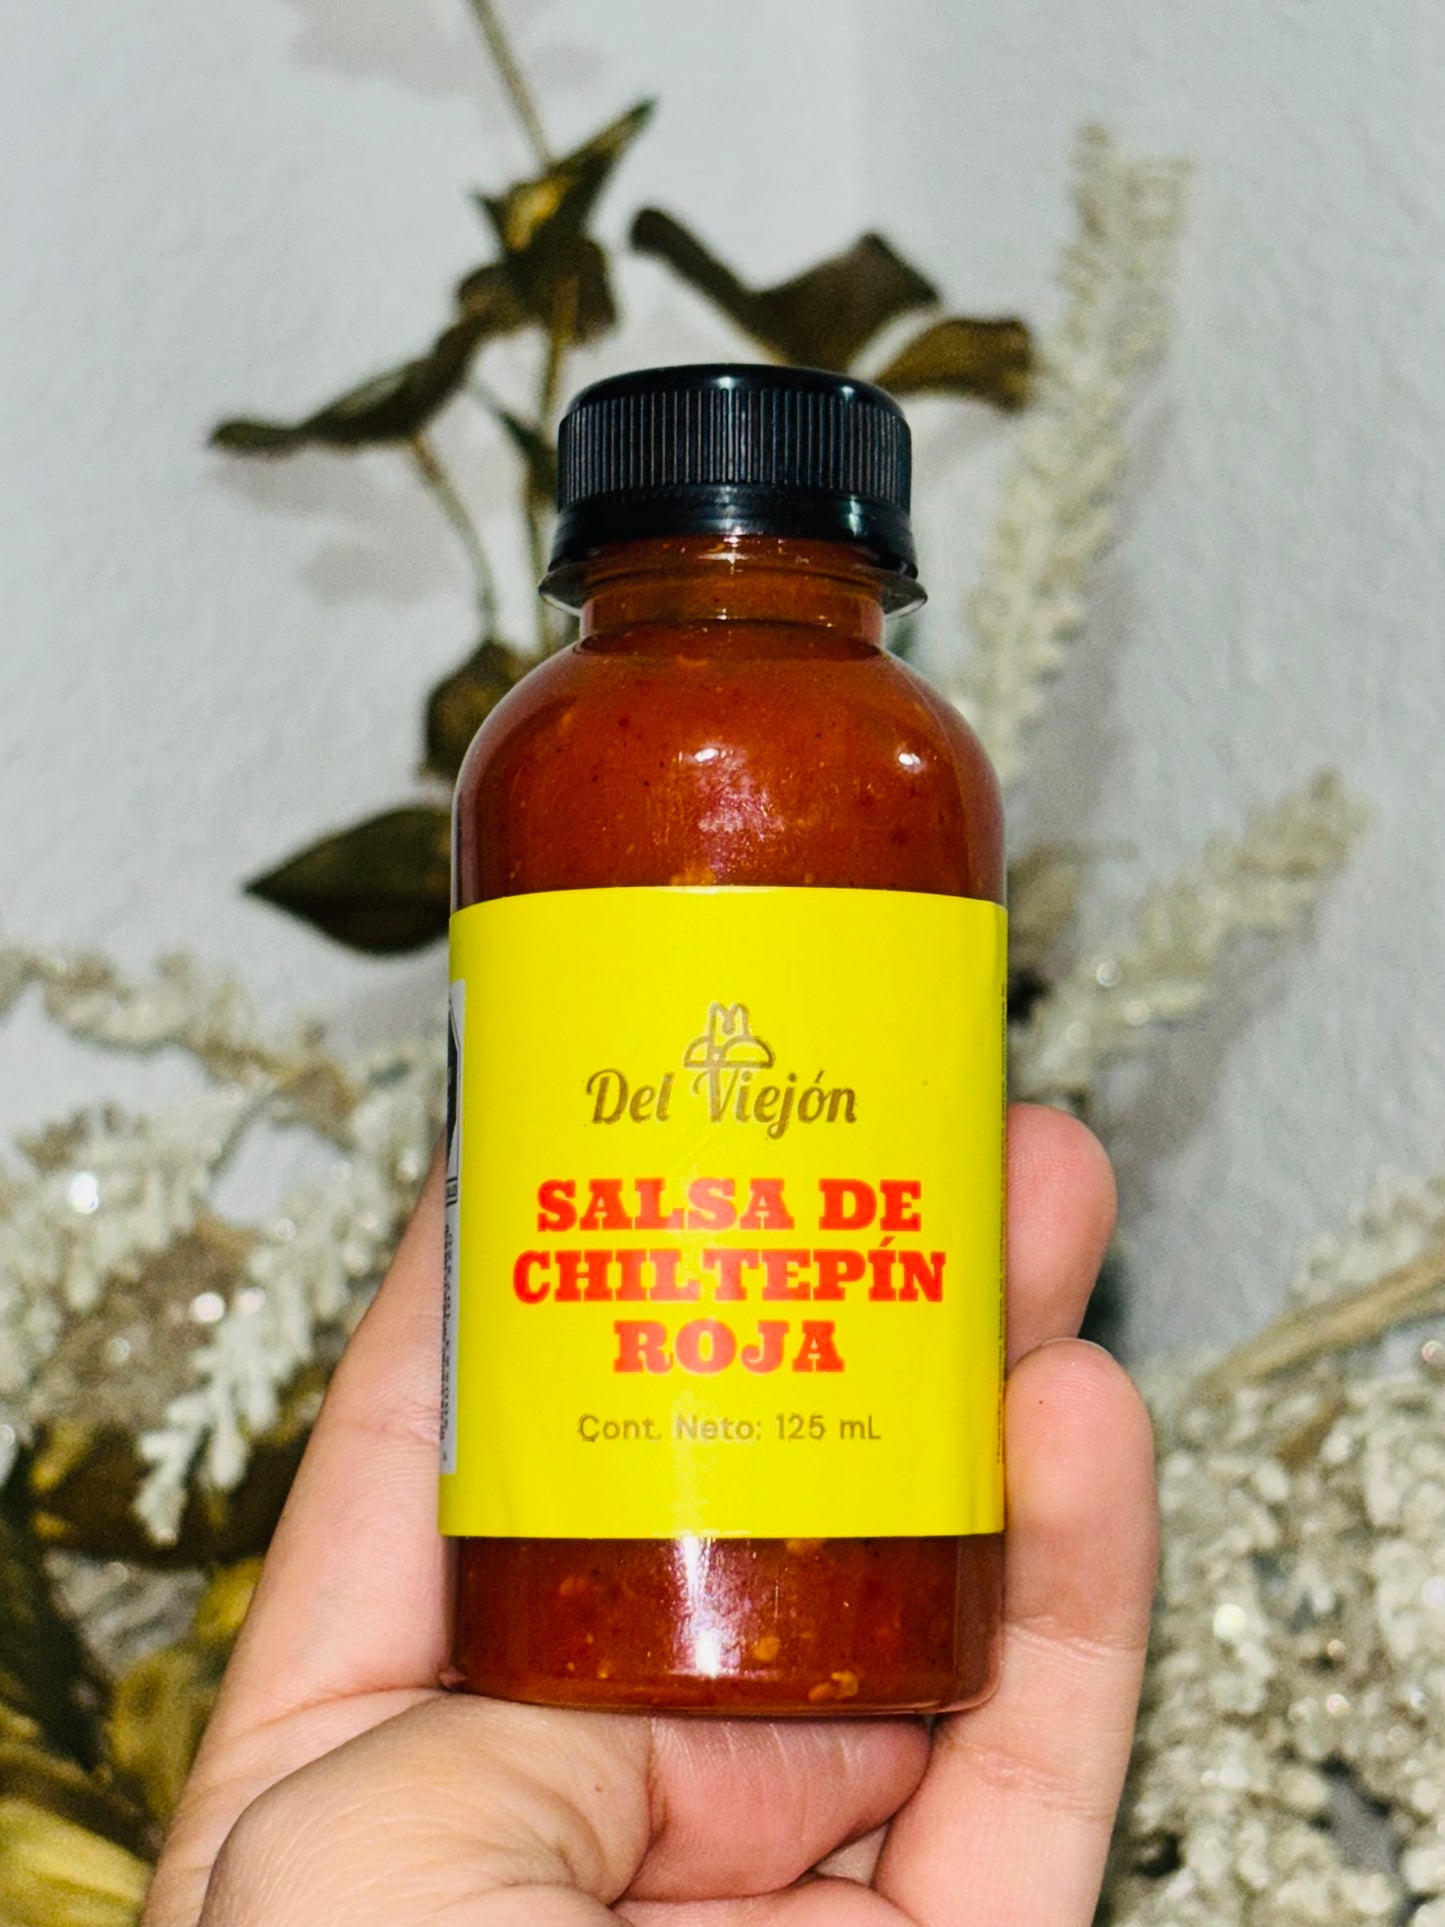 Del Viejón
SALSA DE
CHILTEPÍN
ROJA
Cont. Neto: 125 mL